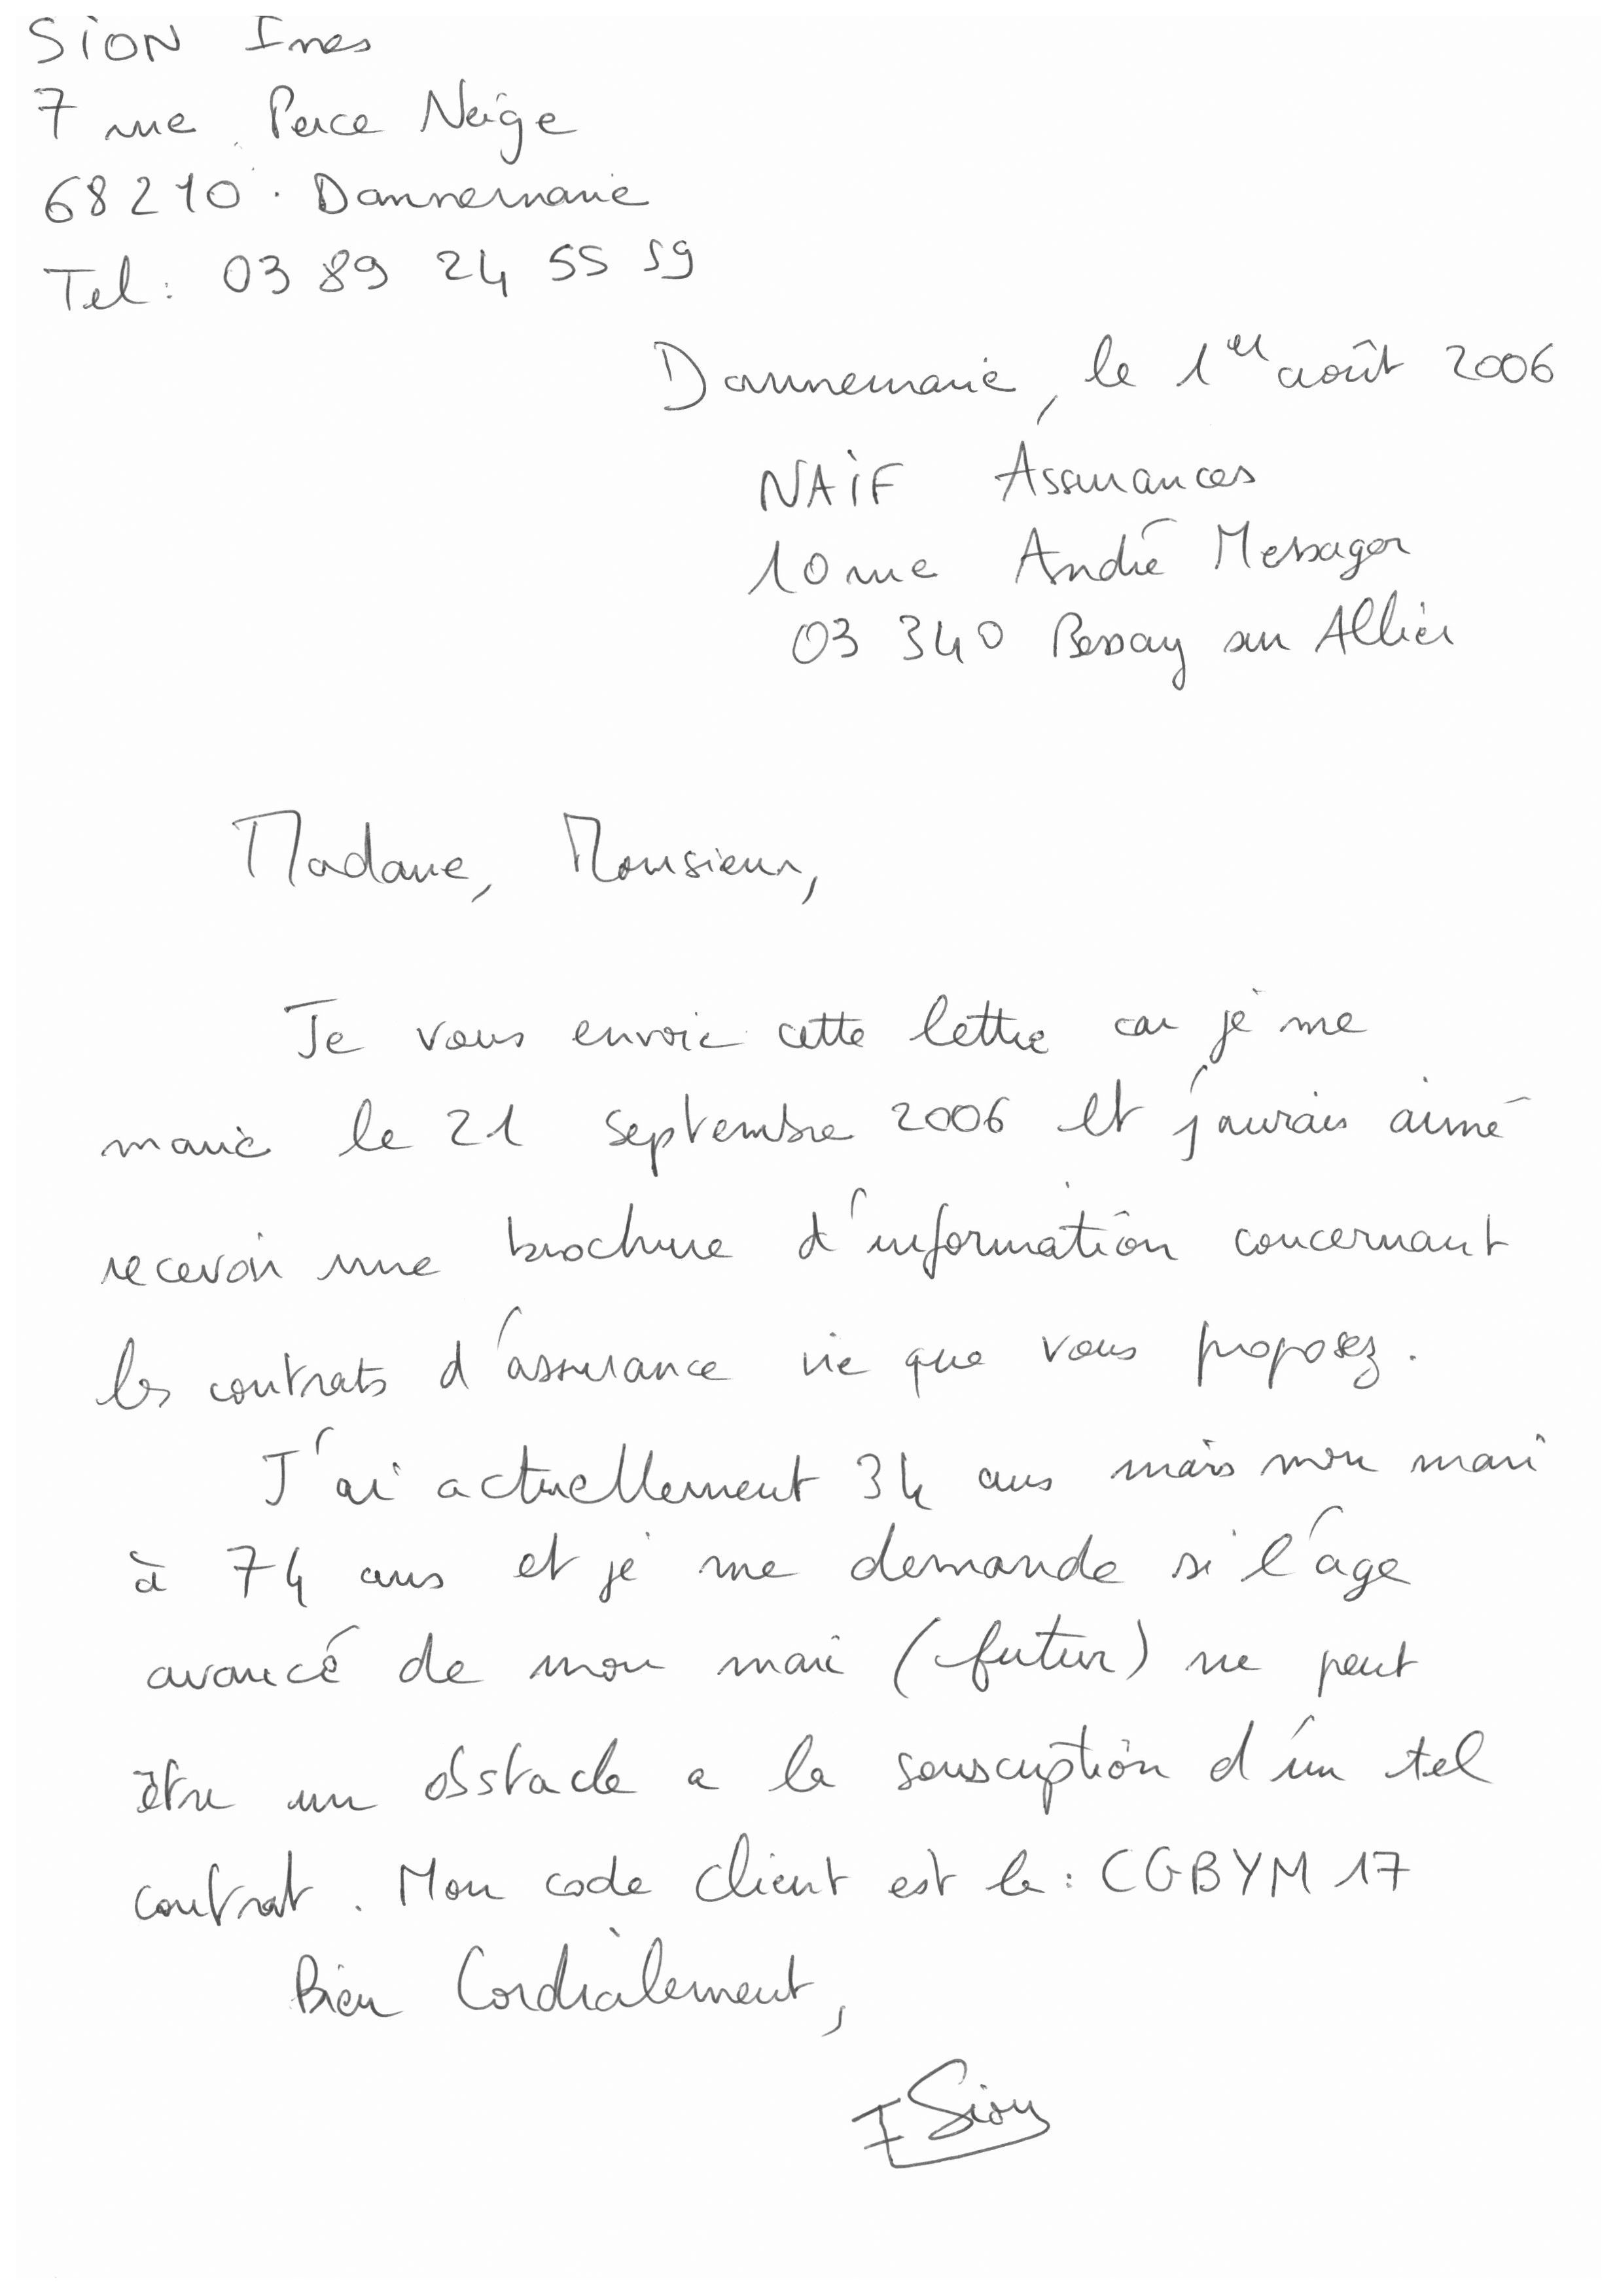 SION Ines
7 rue Perce Neige
68210 Dannemarie
Tel: 03 89 24 55 59
Dannemarie, le 1er août 2006
NAIF Assurances
10 rue André Messager
03 340 Bessay sur Allier
Madame, Monsieur,
Je vous envoie cette lettre car je me
marie le 21 septembre 2006 et j'aurais aimé
recevoir une brochure d'information concernant
les contrats d'assurance vie que vous proposez.
J'ai actuellement 34 ans mais mon mari
à 74 ans et je me demande si l'age
avancé de mon mari (futur) ne peut
être un obstacle a la souscription d'un tel
contrat. Mon code client est le : CGBYM17
Bien Cordialement,
I Sion